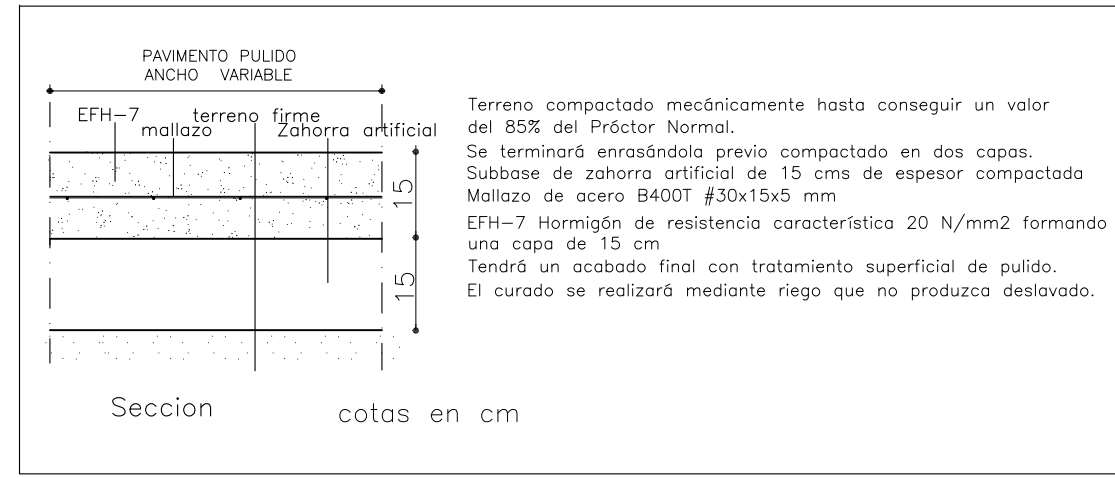 PAVIMENTO PULIDO
ANCHO VARIABLE
EFH-7
terreno firme
mallazo
Zahorra artificial
15
15
Seccion
cotas en cm
Terreno compactado mecánicamente hasta conseguir un valor
del 85% del Próctor Normal.
Se terminará enrasándola previo compactado en dos capas.
Subbase de zahorra artificial de 15 cms de espesor compactada
Mallazo de acero B400T #30x15x5 mm
EFH-7 Hormigón de resistencia característica 20 N/mm2 formando
una capa de 15 cm
Tendrá un acabado final con tratamiento superficial de pulido.
El curado se realizará mediante riego que no produzca deslavado.